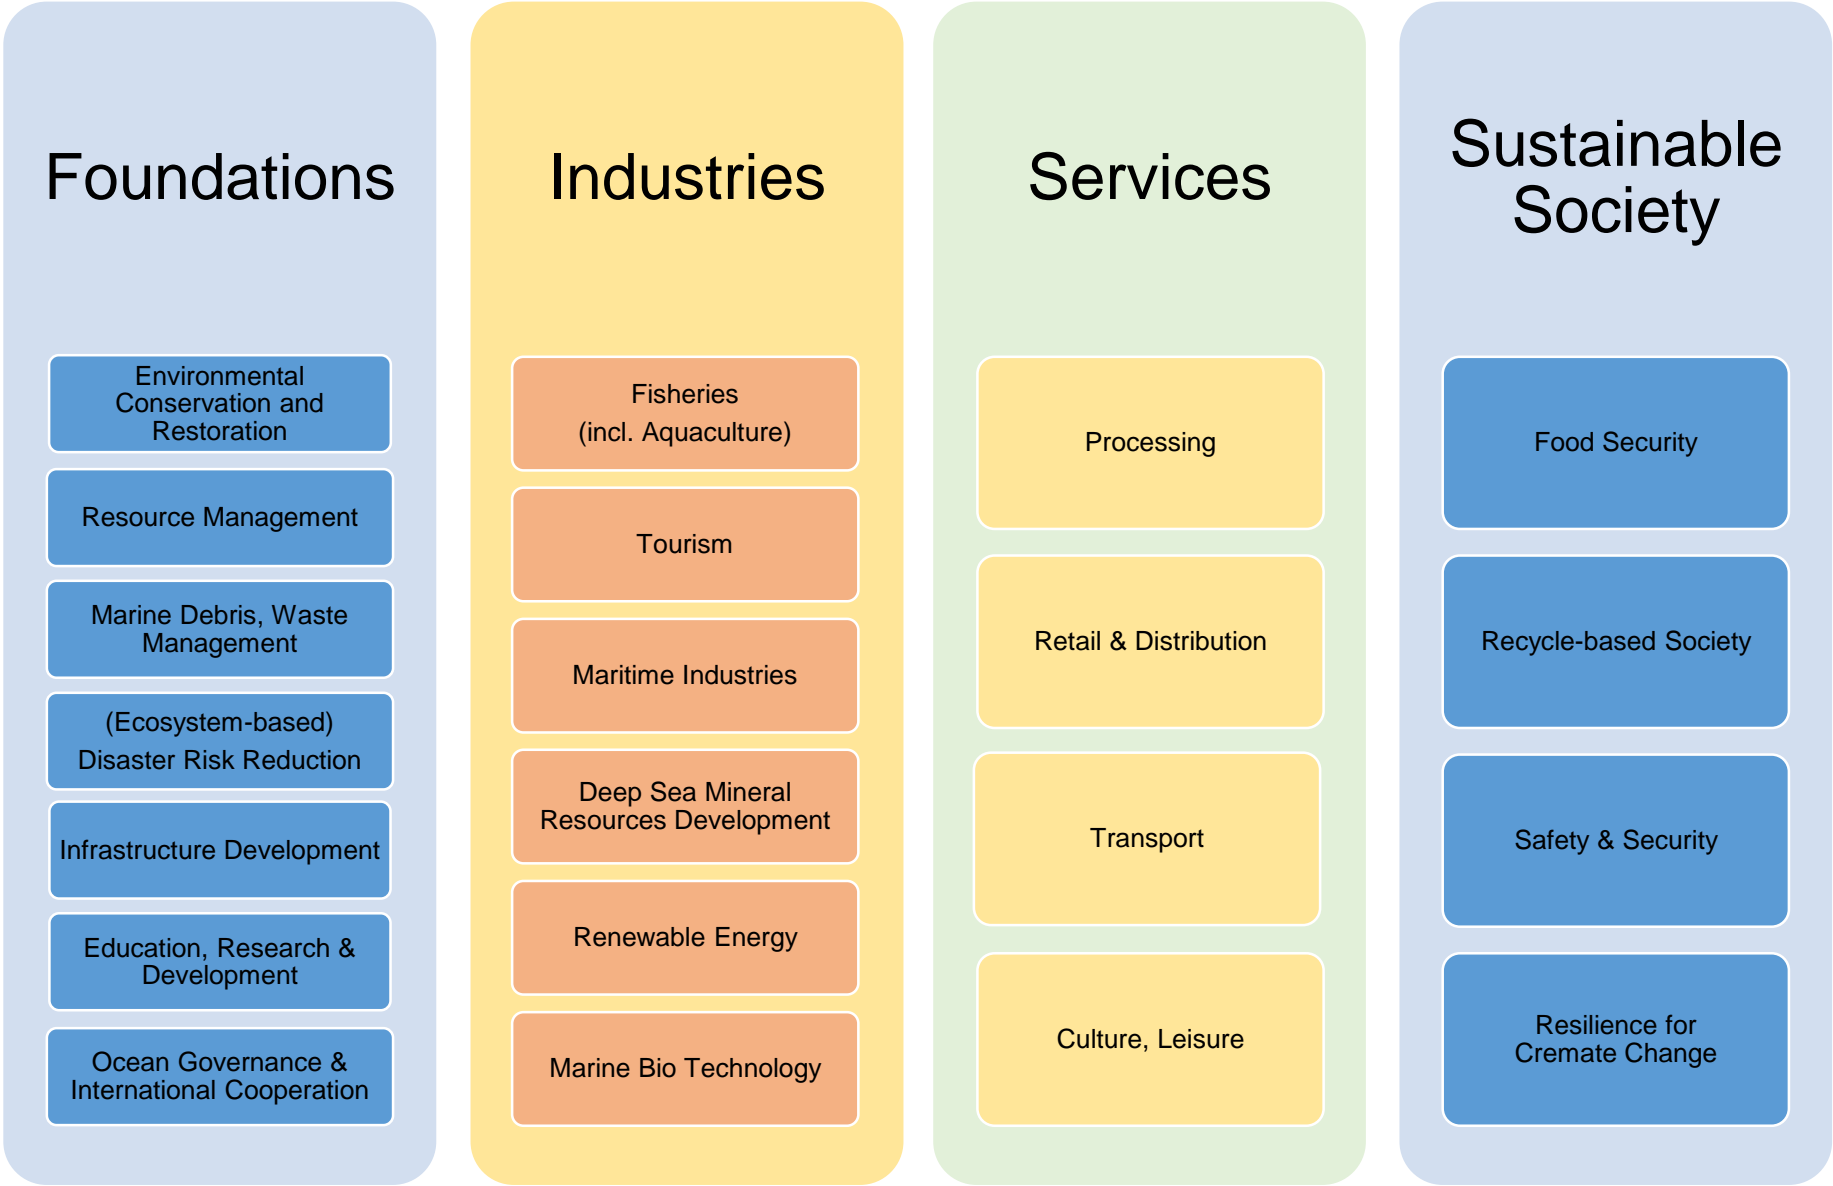 Foundations
Environmental
Conservation and
Restoration
Resource Management
Marine Debris, Waste
Management
(Ecosystem-based)
Disaster Risk Reduction
Infrastructure Development
Education, Research &
Development
Ocean Governance &
International Cooperation
Industries
Fisheries
(incl. Aquaculture)
Tourism
Maritime Industries
Deep Sea Mineral
Resources Development
Renewable Energy
Marine Bio Technology
Services
Processing
Retail & Distribution
Transport
Culture, Leisure
Sustainable
Society
Food Security
Recycle-based Society
Safety & Security
Resilience for
Cremate Change